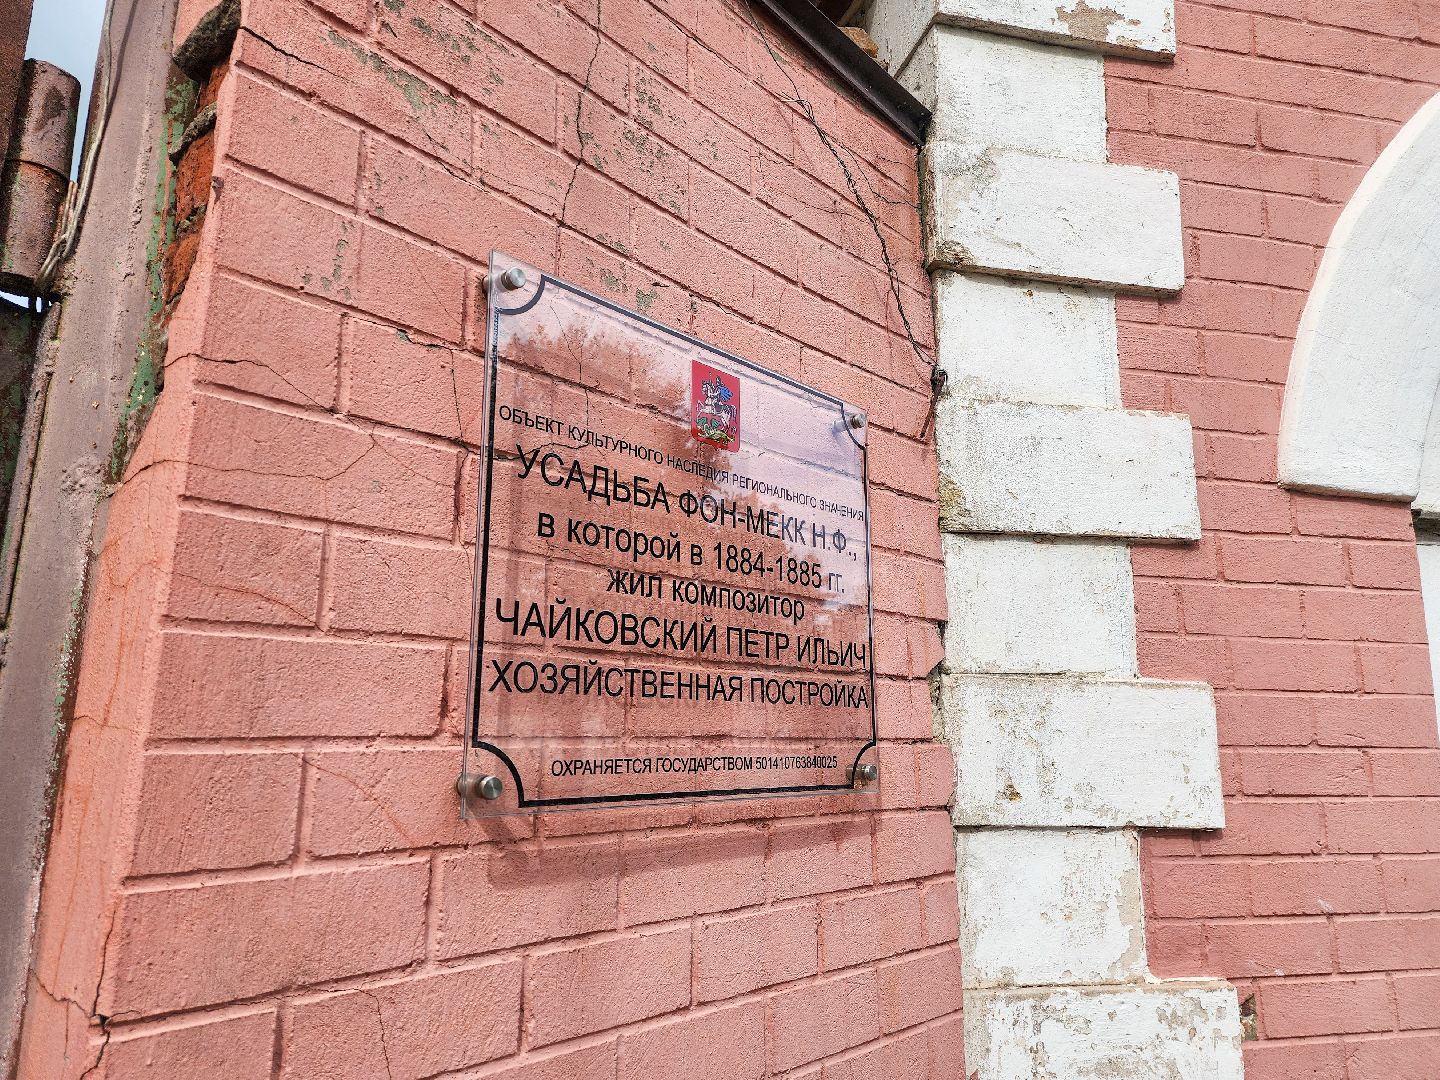 ОБЪЕКТ КУЛЬТУРНОГО НАСЛЕДИЯ РЕГИОНАЛЬНОГО ЗНАЧЕНИЯ
УСАДЬБА ФОН-МЕКК Н.Ф.,
в которой в 1884-1885 гг.
жил композитор
ЧАЙКОВСКИЙ ПЕТР ИЛЬИЧ
ХОЗЯЙСТВЕННАЯ ПОСТРОЙКА
ОХРАНЯЕТСЯ ГОСУДАРСТВОМ 501410763840025